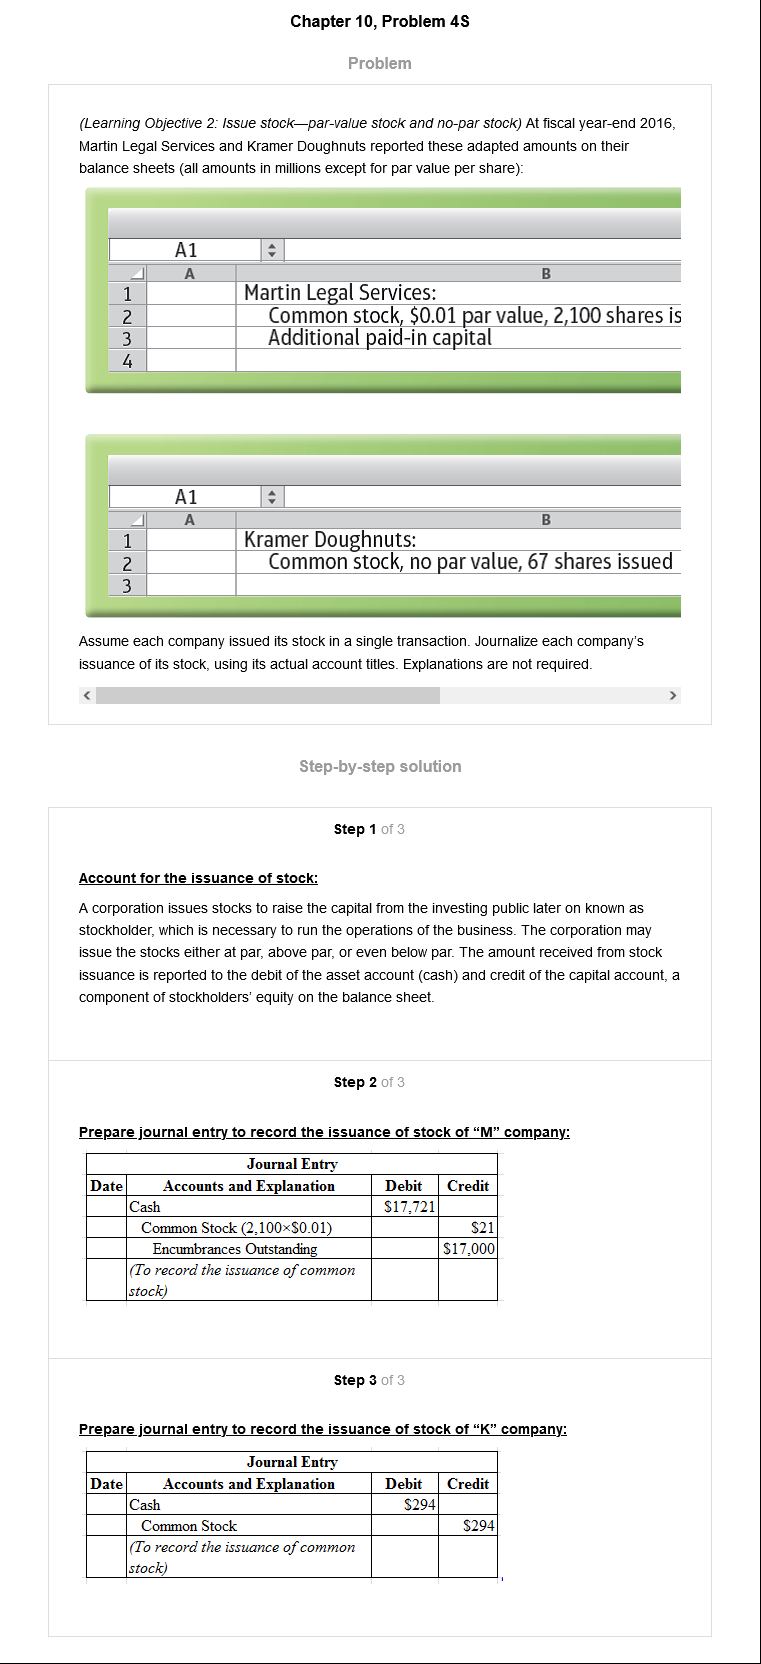 Chapter 10, Problem 4S
Problem
(Learning Objective 2: Issue stock—par-value stock and no-par stock) At fiscal year-end 2016,
Martin Legal Services and Kramer Doughnuts reported these adapted amounts on their
balance sheets (all amounts in millions except for par value per share):
A1
A B
1 Martin Legal Services:
2 Common stock, $0.01 par value, 2,100 shares is
3 Additional paid-in capital
4
A1
A B
1 Kramer Doughnuts:
2 Common stock, no par value, 67 shares issued
3
Assume each company issued its stock in a single transaction. Journalize each company's
issuance of its stock, using its actual account titles. Explanations are not required.
Step-by-step solution
Step 1 of 3
Account for the issuance of stock:
A corporation issues stocks to raise the capital from the investing public later on known as
stockholder, which is necessary to run the operations of the business. The corporation may
issue the stocks either at par, above par, or even below par. The amount received from stock
issuance is reported to the debit of the asset account (cash) and credit of the capital account, a
component of stockholders' equity on the balance sheet.
Step 2 of 3
Prepare journal entry to record the issuance of stock of “M” company:
Journal Entry
Date Accounts and Explanation Debit Credit
Cash $17,721
Common Stock (2,100×$0.01) $21
Encumbrances Outstanding $17,000
(To record the issuance of common
stock)
Step 3 of 3
Prepare journal entry to record the issuance of stock of “K” company:
Journal Entry
Date Accounts and Explanation Debit Credit
Cash $294
Common Stock $294
(To record the issuance of common
stock)